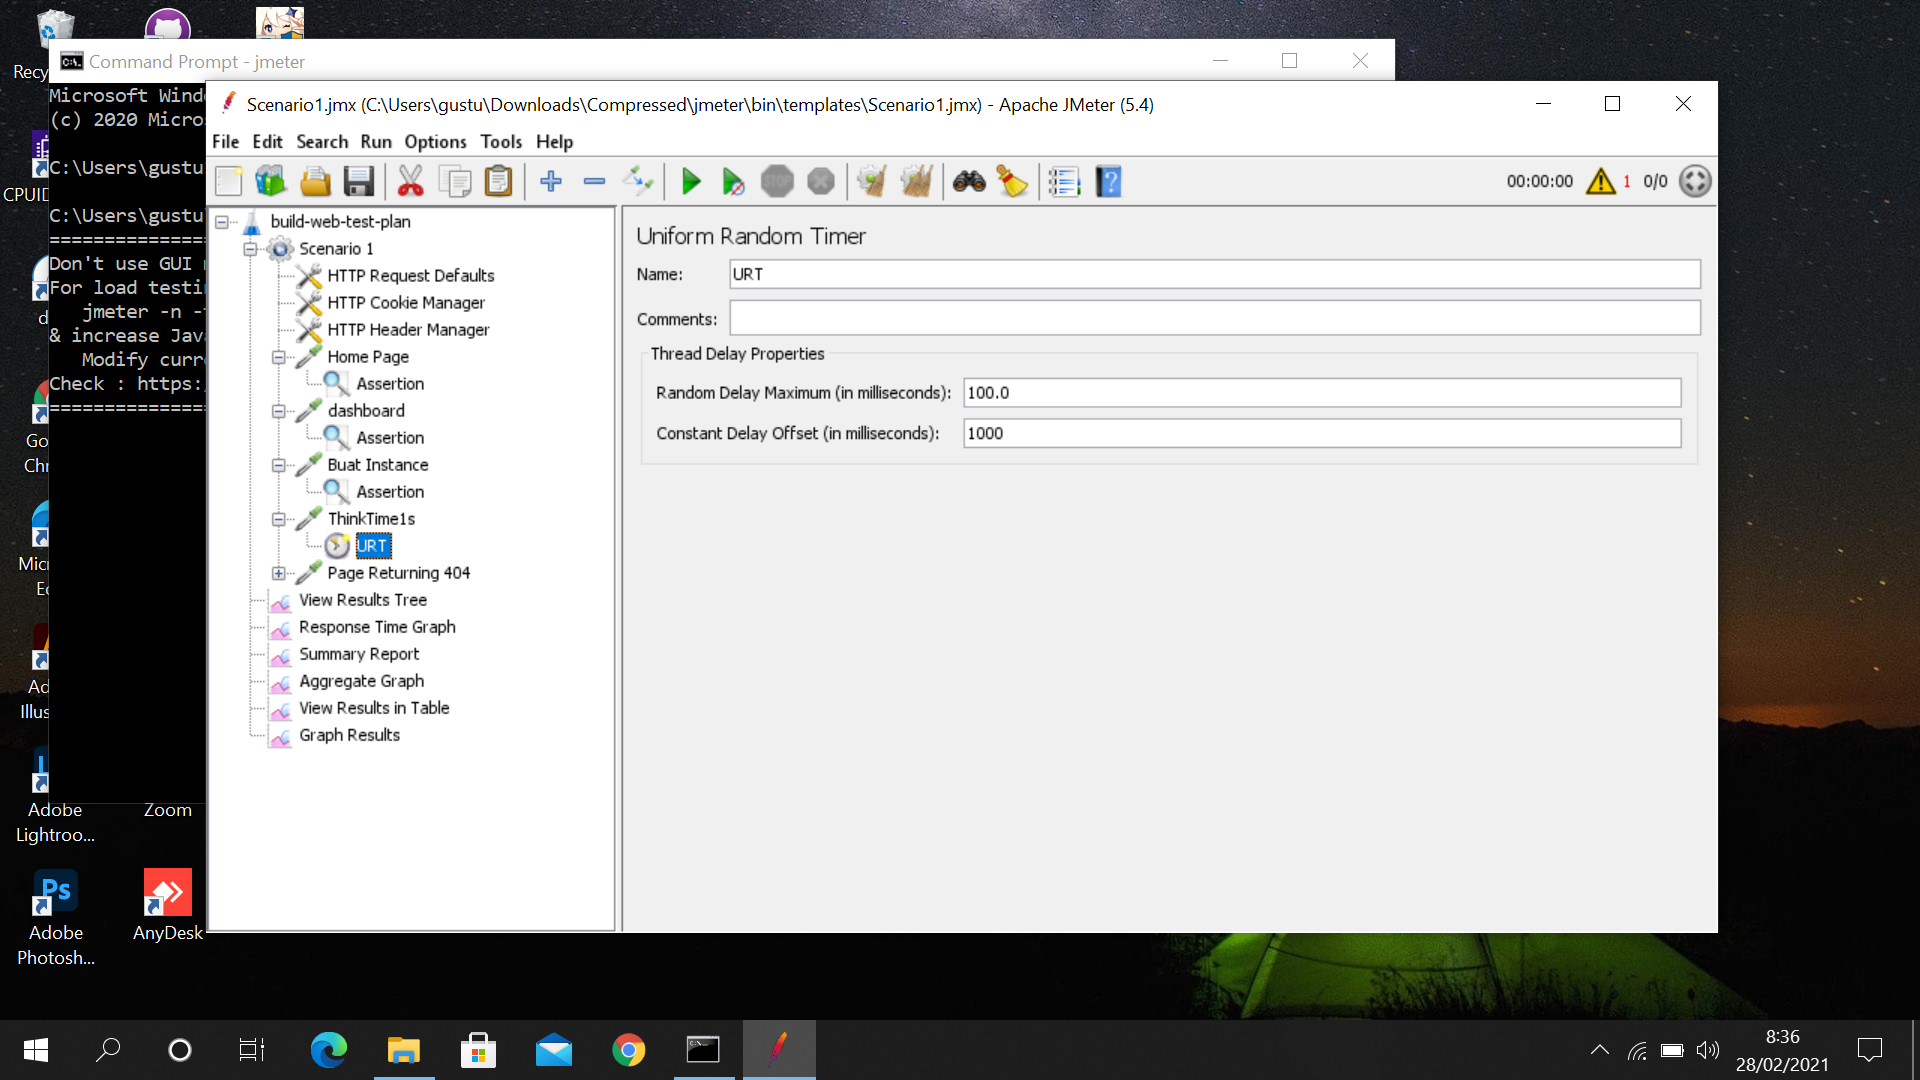 Recy
Command Prompt - jmeter
Microsoft Wind
(c) 2020 Micros
C:\Users\gustu
C:\Users\gustu
==============
Don't use GUI
For load testin
jmeter -n -
& increase Jav
Modify curr
Check : https:
==============
CPUID
d
Go
Chr
Mic
Ec
Ad
Illus
Adobe
Lightroo...
Zoom
Ps
Adobe
Photosh...
AnyDesk
Scenario1.jmx (C:\Users\gustu\Downloads\Compressed\jmeter\bin\templates\Scenario1.jmx) - Apache JMeter (5.4)
File Edit Search Run Options Tools Help
STOP
00:00:00 1 0/0
build-web-test-plan
Scenario 1
HTTP Request Defaults
HTTP Cookie Manager
HTTP Header Manager
Home Page
Assertion
dashboard
Assertion
Buat Instance
Assertion
ThinkTime1s
URT
Page Returning 404
View Results Tree
Response Time Graph
Summary Report
Aggregate Graph
View Results in Table
Graph Results
Uniform Random Timer
Name: URT
Comments:
Thread Delay Properties
Random Delay Maximum (in milliseconds): 100.0
Constant Delay Offset (in milliseconds): 1000
8:36
28/02/2021